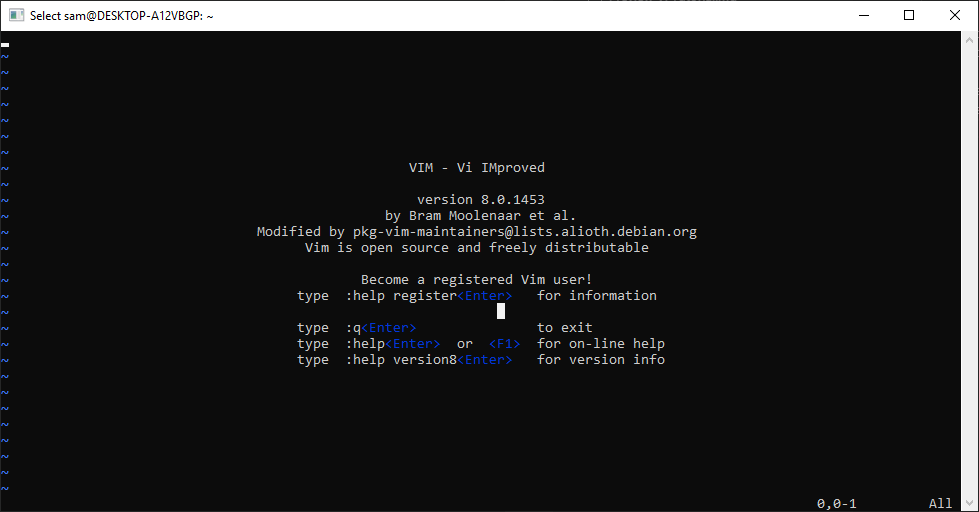 Select sam@DESKTOP-A12VBGP: ~
~
~
~
~
~
~
~
~ VIM - Vi IMproved
~
~ version 8.0.1453
~ by Bram Moolenaar et al.
~ Modified by pkg-vim-maintainers@lists.alioth.debian.org
~ Vim is open source and freely distributable
~
~ Become a registered Vim user!
~ type :help register<Enter> for information
~
~ type :q<Enter> to exit
~ type :help<Enter> or <F1> for on-line help
~ type :help version8<Enter> for version info
~
~
~
~
~
~
~
~
0,0-1 All